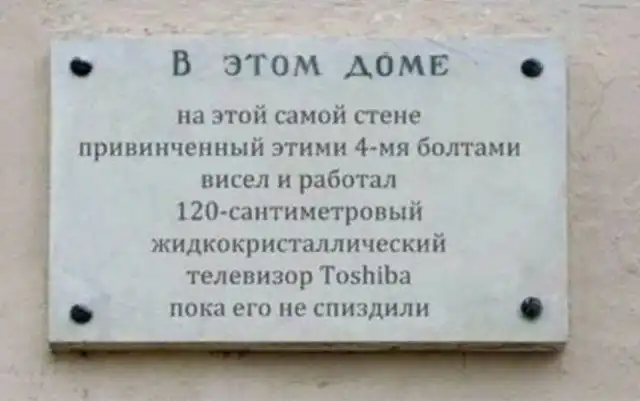 В ЭТОМ ДОМЕ
на этой самой стене
привинченный этими 4-мя болтами
висел и работал
120-сантиметровый
жидкокристаллический
телевизор Toshiba
пока его не спиздили